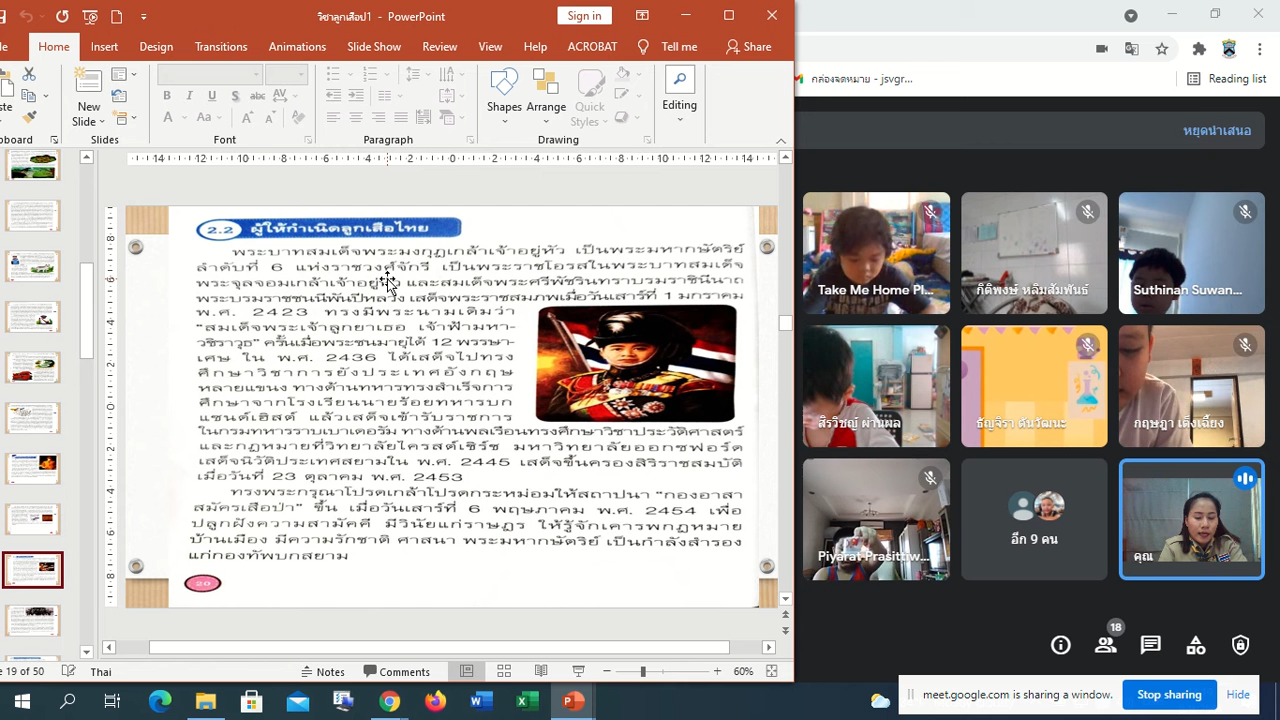 วิชาลูกเสือป1 - PowerPoint
Sign in
Home Insert Design Transitions Animations Slide Show Review View Help ACROBAT Tell me Share
New Slide
Shapes
Arrange
Quick Styles
Editing
Slides
Font
Paragraph
Drawing
2.2 ผู้ให้กำเนิดลูกเสือไทย
พระบาทสมเด็จพระมงกุฎเกล้าเจ้าอยู่หัว เป็นพระมหากษัตริย์
ลำดับที่ 6 แห่งราชวงศ์จักรี เป็นพระราชโอรสในพระบาทสมเด็จ
พระจุลจอมเกล้าเจ้าอยู่หัว และสมเด็จพระศรีพัชรินทราบรมราชินีนาถ
พระบรมราชชนนีพันปีหลวง เสด็จพระราชสมภพเมื่อวันเสาร์ที่ 1 มกราคม
พ.ศ. 2423 ทรงมีพระนามเดิมว่า
"สมเด็จพระเจ้าลูกยาเธอ เจ้าฟ้ามหา-
วชิราวุธ" ครั้นเมื่อพระชนมายุได้ 12 พรรษา-
เศษ ใน พ.ศ. 2436 ได้เสด็จไปทรง
ศึกษาวิชาการยังประเทศอังกฤษ
หลายแขนง ทางด้านทหารทรงสำเร็จการ
ศึกษาจากโรงเรียนนายร้อยทหารบก
แซนด์เฮิสต์ แล้วเสด็จเข้ารับราชการ
ในกรมทหารราบเบาเดอรัม ทางด้านพลเรือนทรงศึกษาวิชาประวัติศาสตร์
และกฎหมายที่วิทยาลัยไครสต์เชิร์ช มหาวิทยาลัยออกซฟอร์ด
เสด็จนิวัติประเทศสยามใน พ.ศ. 2445 เสด็จขึ้นครองสิริราชสมบัติ
เมื่อวันที่ 23 ตุลาคม พ.ศ. 2453
ทรงพระกรุณาโปรดเกล้าโปรดกระหม่อมให้สถาปนา "กองอาสา
สมัครเสือป่า" ขึ้น เมื่อวันเสาร์ที่ 6 พฤษภาคม พ.ศ. 2454 เพื่อ
ปลูกฝังความสามัคคี มีวินัยแก่ราษฎร ให้รู้จักเคารพกฎหมาย
บ้านเมือง มีความรักชาติ ศาสนา พระมหากษัตริย์ เป็นกำลังสำรอง
แก่กองทัพบกสยาม
20
19 of 50
Thai
Notes
Comments
60%
กล่องจดหมาย - jsvgr...
Reading list
หยุดนำเสนอ
Take Me Home Pl...
กิติพงษ์ หลิมสัมพันธ์
Suthinah Suwan...
สิรวิชญ์ ผ่านผล
ธัญจิรา ตันวัฒนะ
กฤษฎา เต็งเฉี้ยง
Piyarat Prasittiw...
อีก 9 คน
คุณ
18
meet.google.com is sharing a window.
Stop sharing
Hide